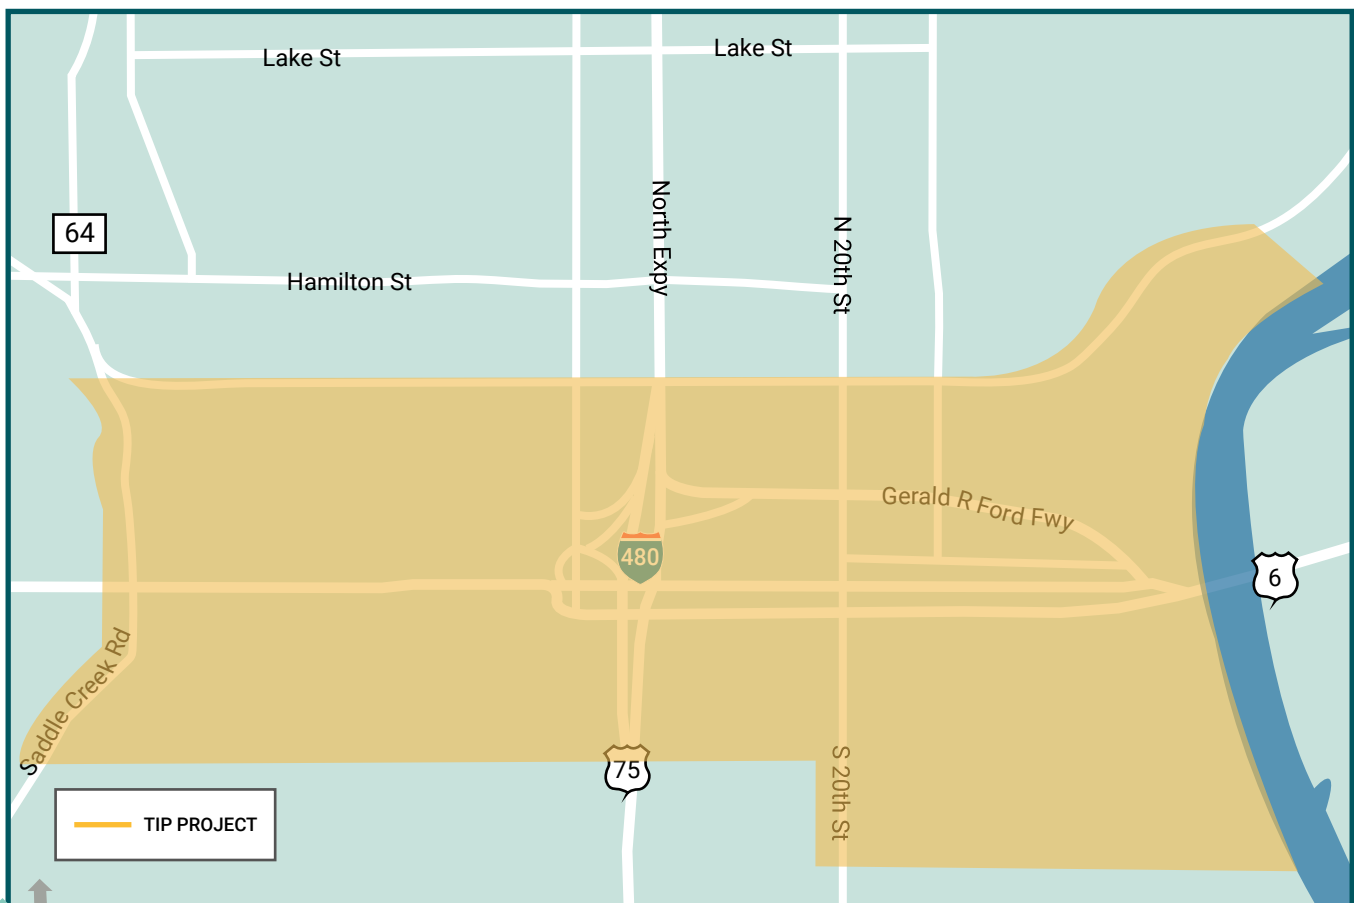 Lake St
Lake St
North Expy
N 20th St
64
Hamilton St
Gerald R Ford Fwy
480
6
Saddle Creek Rd
75
S 20th St
TIP PROJECT